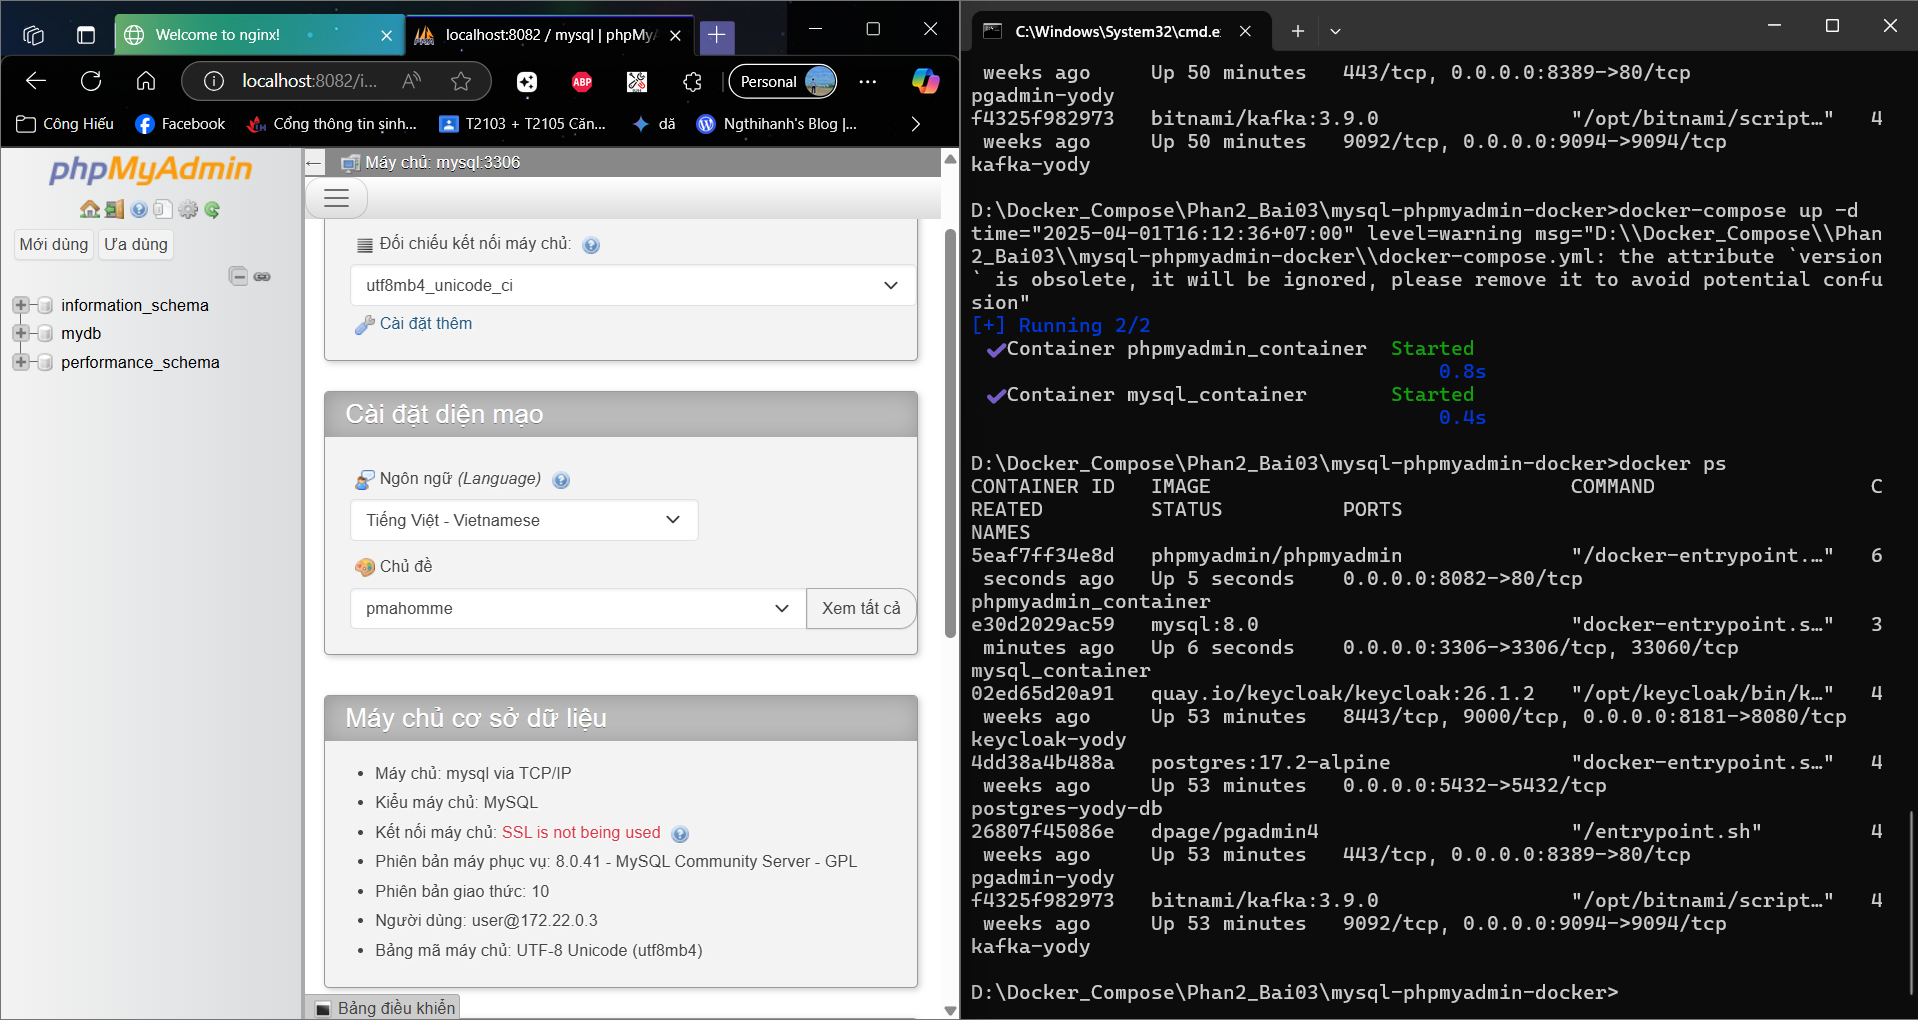 Welcome to nginx!
localhost:8082 / mysql | phpMyA
localhost:8082/i...
ABP
Personal
Công Hiếu
Facebook
Cổng thông tin sinh...
T2103 + T2105 Căn...
dă
Ngthihanh's Blog |...
phpMyAdmin
Mới dùng
Ưa dùng
information_schema
mydb
performance_schema
Máy chủ: mysql:3306
Đối chiếu kết nối máy chủ:
utf8mb4_unicode_ci
Cài đặt thêm
Cài đặt diện mạo
Ngôn ngữ (Language)
Tiếng Việt - Vietnamese
Chủ đề
pmahomme
Xem tất cả
Máy chủ cơ sở dữ liệu
Máy chủ: mysql via TCP/IP
Kiểu máy chủ: MySQL
Kết nối máy chủ: SSL is not being used
Phiên bản máy phục vụ: 8.0.41 - MySQL Community Server - GPL
Phiên bản giao thức: 10
Người dùng: user@172.22.0.3
Bảng mã máy chủ: UTF-8 Unicode (utf8mb4)
Bảng điều khiển
C:\Windows\System32\cmd.e
weeks ago Up 50 minutes 443/tcp, 0.0.0.0:8389->80/tcp
pgadmin-yody
f4325f982973 bitnami/kafka:3.9.0 "/opt/bitnami/script…" 4
weeks ago Up 50 minutes 9092/tcp, 0.0.0.0:9094->9094/tcp
kafka-yody
D:\Docker_Compose\Phan2_Bai03\mysql-phpmyadmin-docker>docker-compose up -d
time="2025-04-01T16:12:36+07:00" level=warning msg="D:\\Docker_Compose\\Phan
2_Bai03\\mysql-phpmyadmin-docker\\docker-compose.yml: the attribute `version
` is obsolete, it will be ignored, please remove it to avoid potential confu
sion"
[+] Running 2/2
Container phpmyadmin_container Started
0.8s
Container mysql_container Started
0.4s
D:\Docker_Compose\Phan2_Bai03\mysql-phpmyadmin-docker>docker ps
CONTAINER ID IMAGE COMMAND C
REATED STATUS PORTS
NAMES
5eaf7ff34e8d phpmyadmin/phpmyadmin "/docker-entrypoint.…" 6
seconds ago Up 5 seconds 0.0.0.0:8082->80/tcp
phpmyadmin_container
e30d2029ac59 mysql:8.0 "docker-entrypoint.s…" 3
minutes ago Up 6 seconds 0.0.0.0:3306->3306/tcp, 33060/tcp
mysql_container
02ed65d20a91 quay.io/keycloak/keycloak:26.1.2 "/opt/keycloak/bin/k…" 4
weeks ago Up 53 minutes 8443/tcp, 9000/tcp, 0.0.0.0:8181->8080/tcp
keycloak-yody
4dd38a4b488a postgres:17.2-alpine "docker-entrypoint.s…" 4
weeks ago Up 53 minutes 0.0.0.0:5432->5432/tcp
postgres-yody-db
26807f45086e dpage/pgadmin4 "/entrypoint.sh" 4
weeks ago Up 53 minutes 443/tcp, 0.0.0.0:8389->80/tcp
pgadmin-yody
f4325f982973 bitnami/kafka:3.9.0 "/opt/bitnami/script…" 4
weeks ago Up 53 minutes 9092/tcp, 0.0.0.0:9094->9094/tcp
kafka-yody
D:\Docker_Compose\Phan2_Bai03\mysql-phpmyadmin-docker>